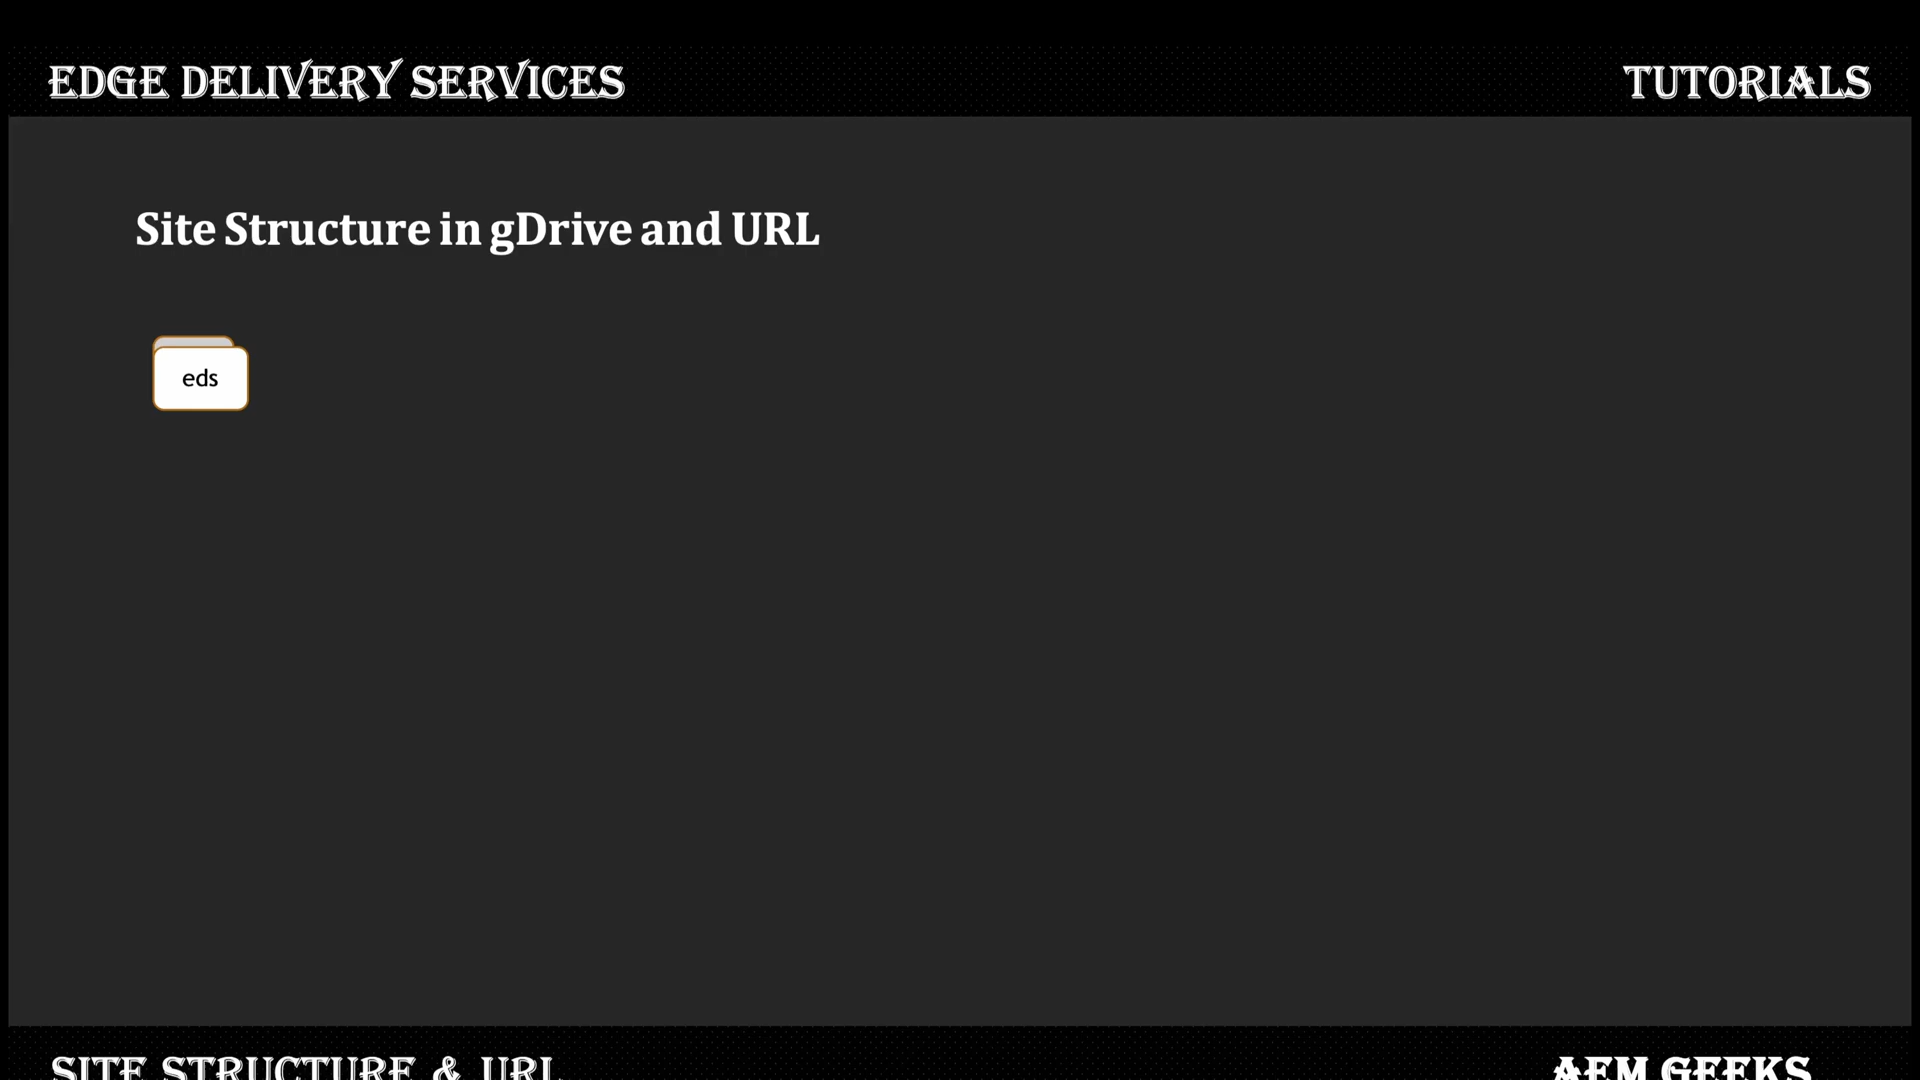 EDGE DELIVERY SERVICES
TUTORIALS
Site Structure in gDrive and URL
eds
SITE STRUCTURE & URL
AEM GEEKS